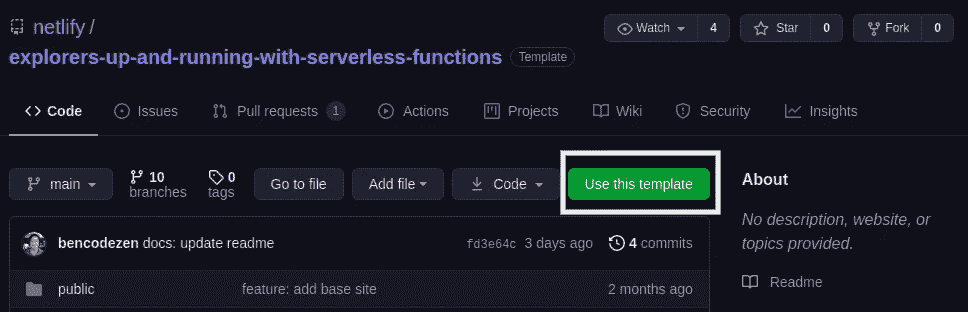 netlify /
Watch 4 Star 0 Fork 0
explorers-up-and-running-with-serverless-functions Template
Code Issues Pull requests 1 Actions Projects Wiki Security Insights
main 10 branches 0 tags Go to file Add file Code Use this template
About
No description, website, or
topics provided.
Readme
bencodezen docs: update readme fd3e64c 3 days ago 4 commits
public feature: add base site 2 months ago